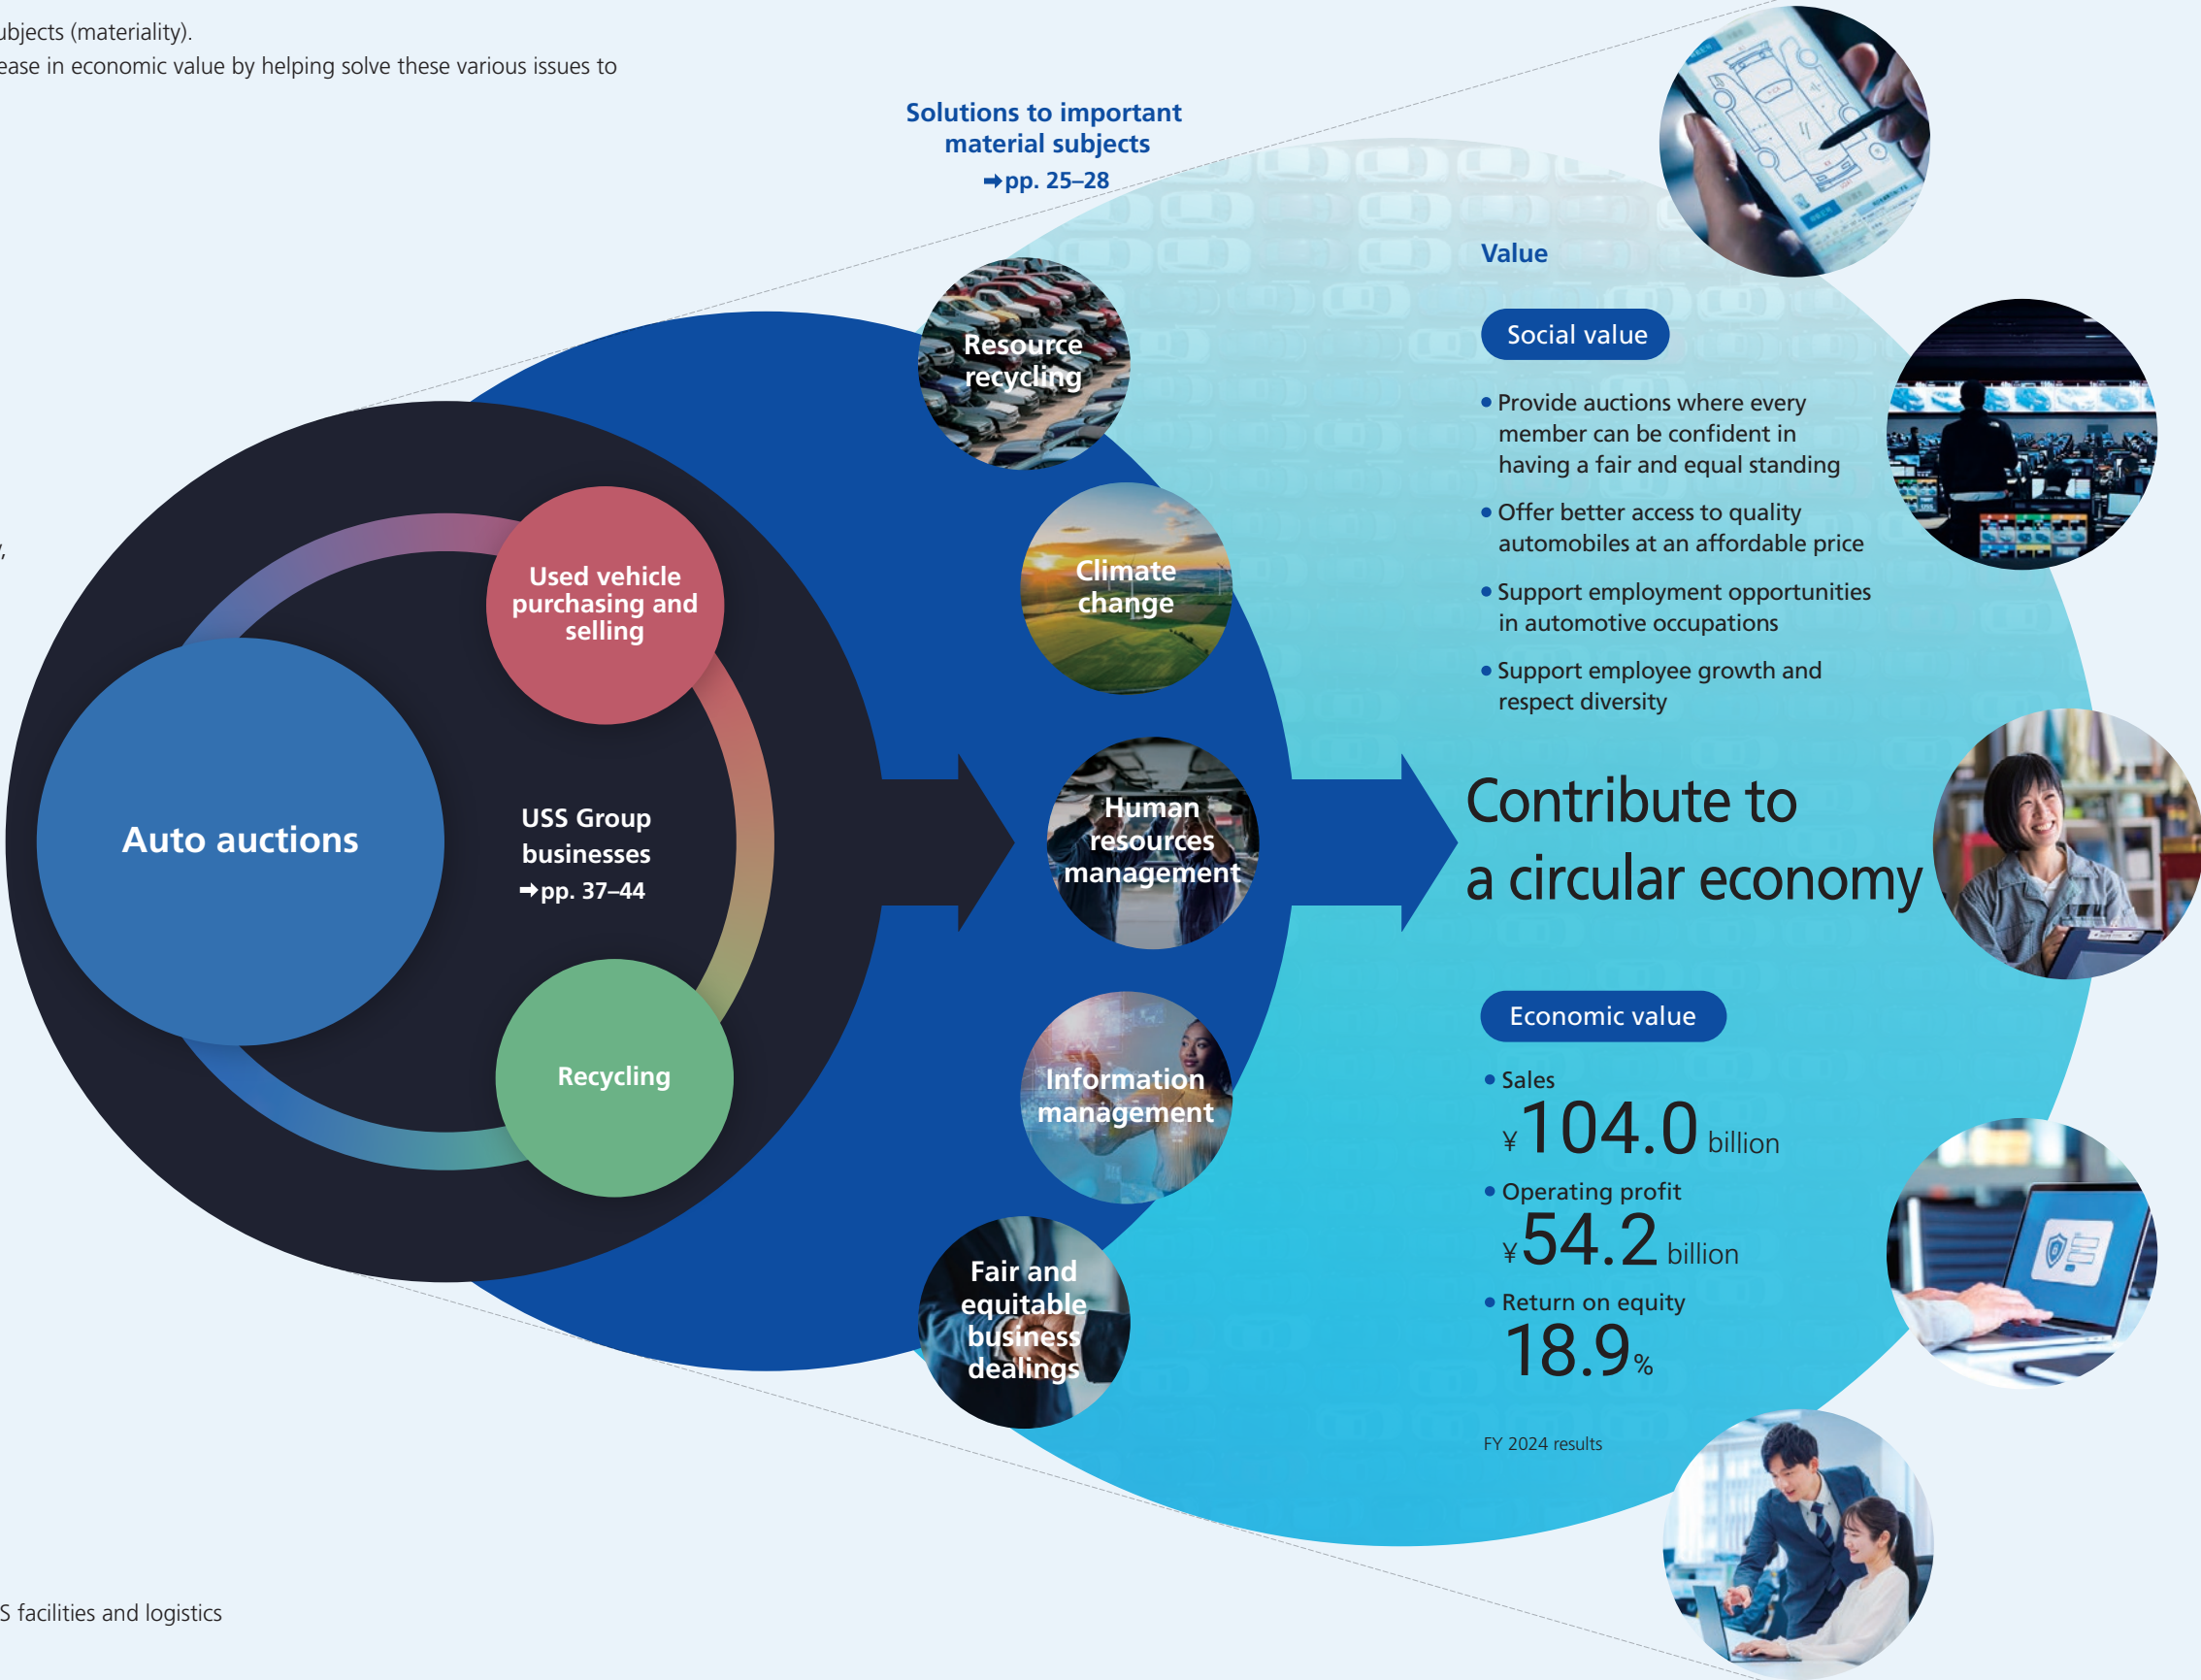 ubjects (materiality).
ease in economic value by helping solve these various issues to
Solutions to important
material subjects
➡pp. 25–28
Auto auctions
Used vehicle
purchasing and
selling
USS Group
businesses
➡pp. 37–44
Recycling
Resource
recycling
Climate
change
Human
resources
management
Information
management
Fair and
equitable
business
dealings
Value
Social value
• Provide auctions where every
member can be confident in
having a fair and equal standing
• Offer better access to quality
automobiles at an affordable price
• Support employment opportunities
in automotive occupations
• Support employee growth and
respect diversity
Contribute to
a circular economy
Economic value
• Sales
¥104.0 billion
• Operating profit
¥54.2 billion
• Return on equity
18.9%
FY 2024 results
S facilities and logistics